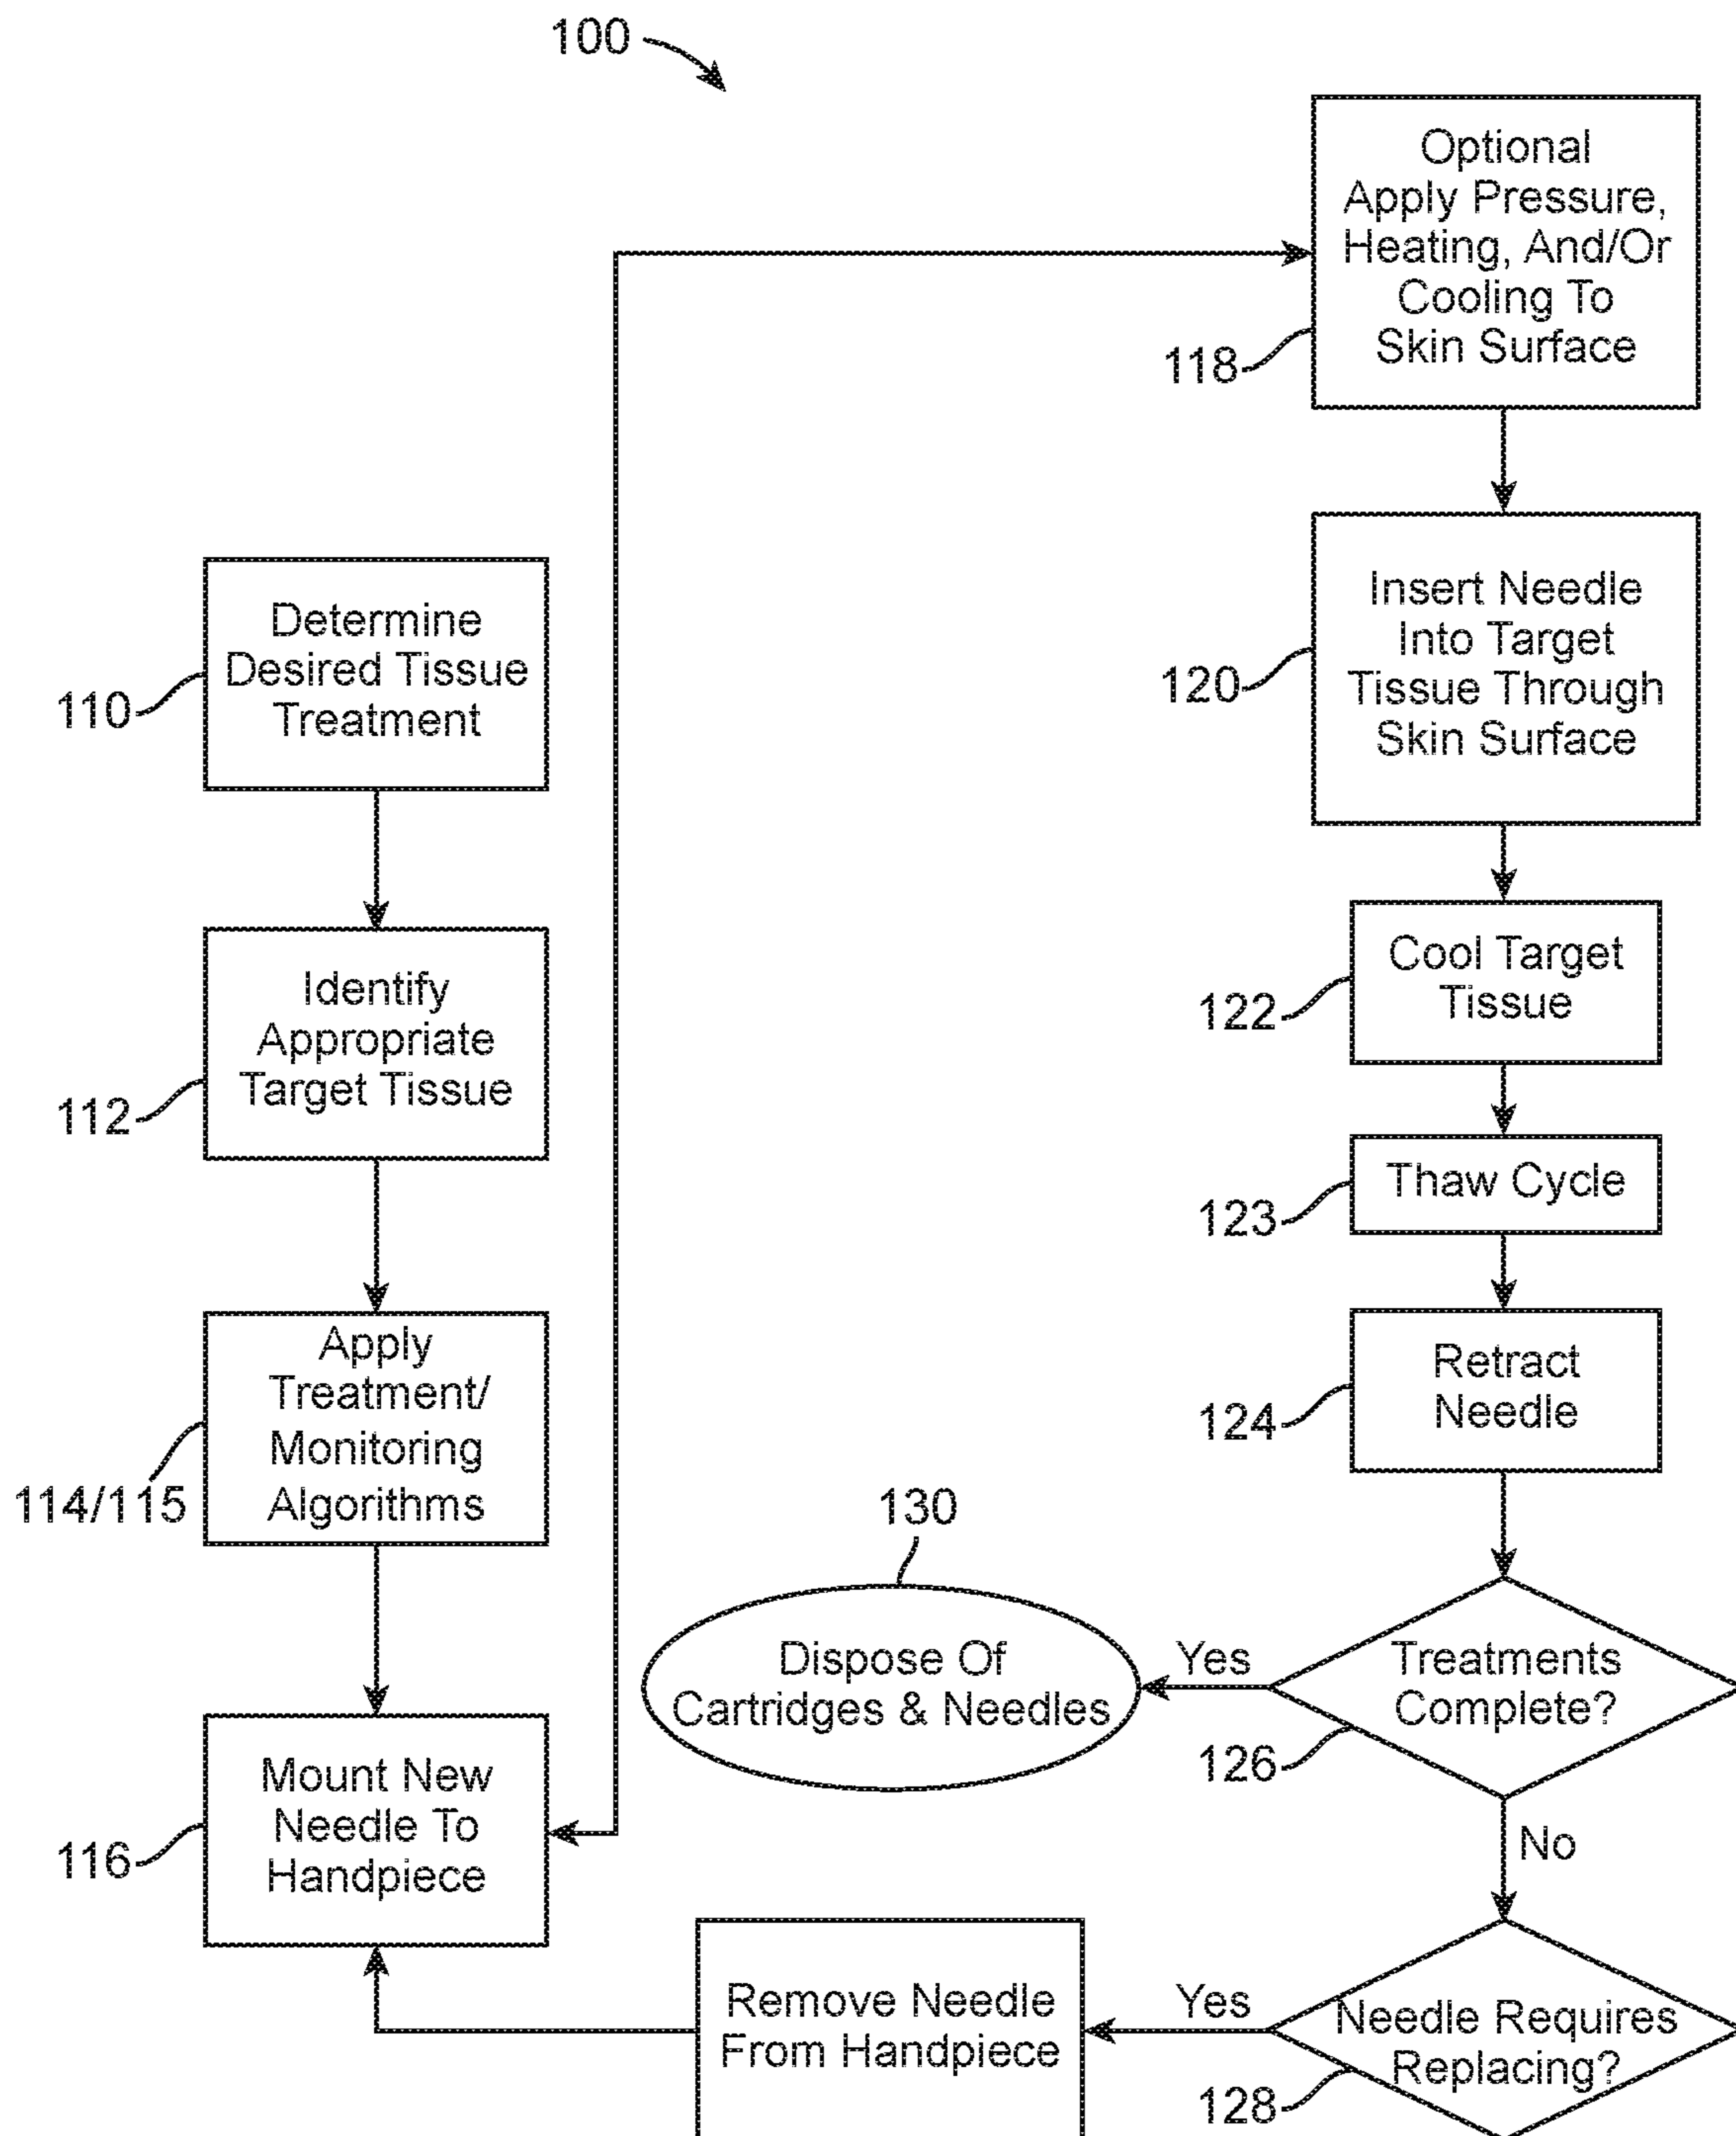 100
Determine
Desired Tissue
Treatment
110
Identify
Appropriate
Target Tissue
112
Apply
Treatment/
Monitoring
Algorithms
114/115
Mount New
Needle To
Handpiece
116
Optional
Apply Pressure,
Heating, And/Or
Cooling To
Skin Surface
118
Insert Needle
Into Target
Tissue Through
Skin Surface
120
Cool Target
Tissue
122
Thaw Cycle
123
Retract
Needle
124
Treatments
Complete?
126
Yes
130
Dispose Of
Cartridges & Needles
No
Needle Requires
Replacing?
128
Yes
Remove Needle
From Handpiece